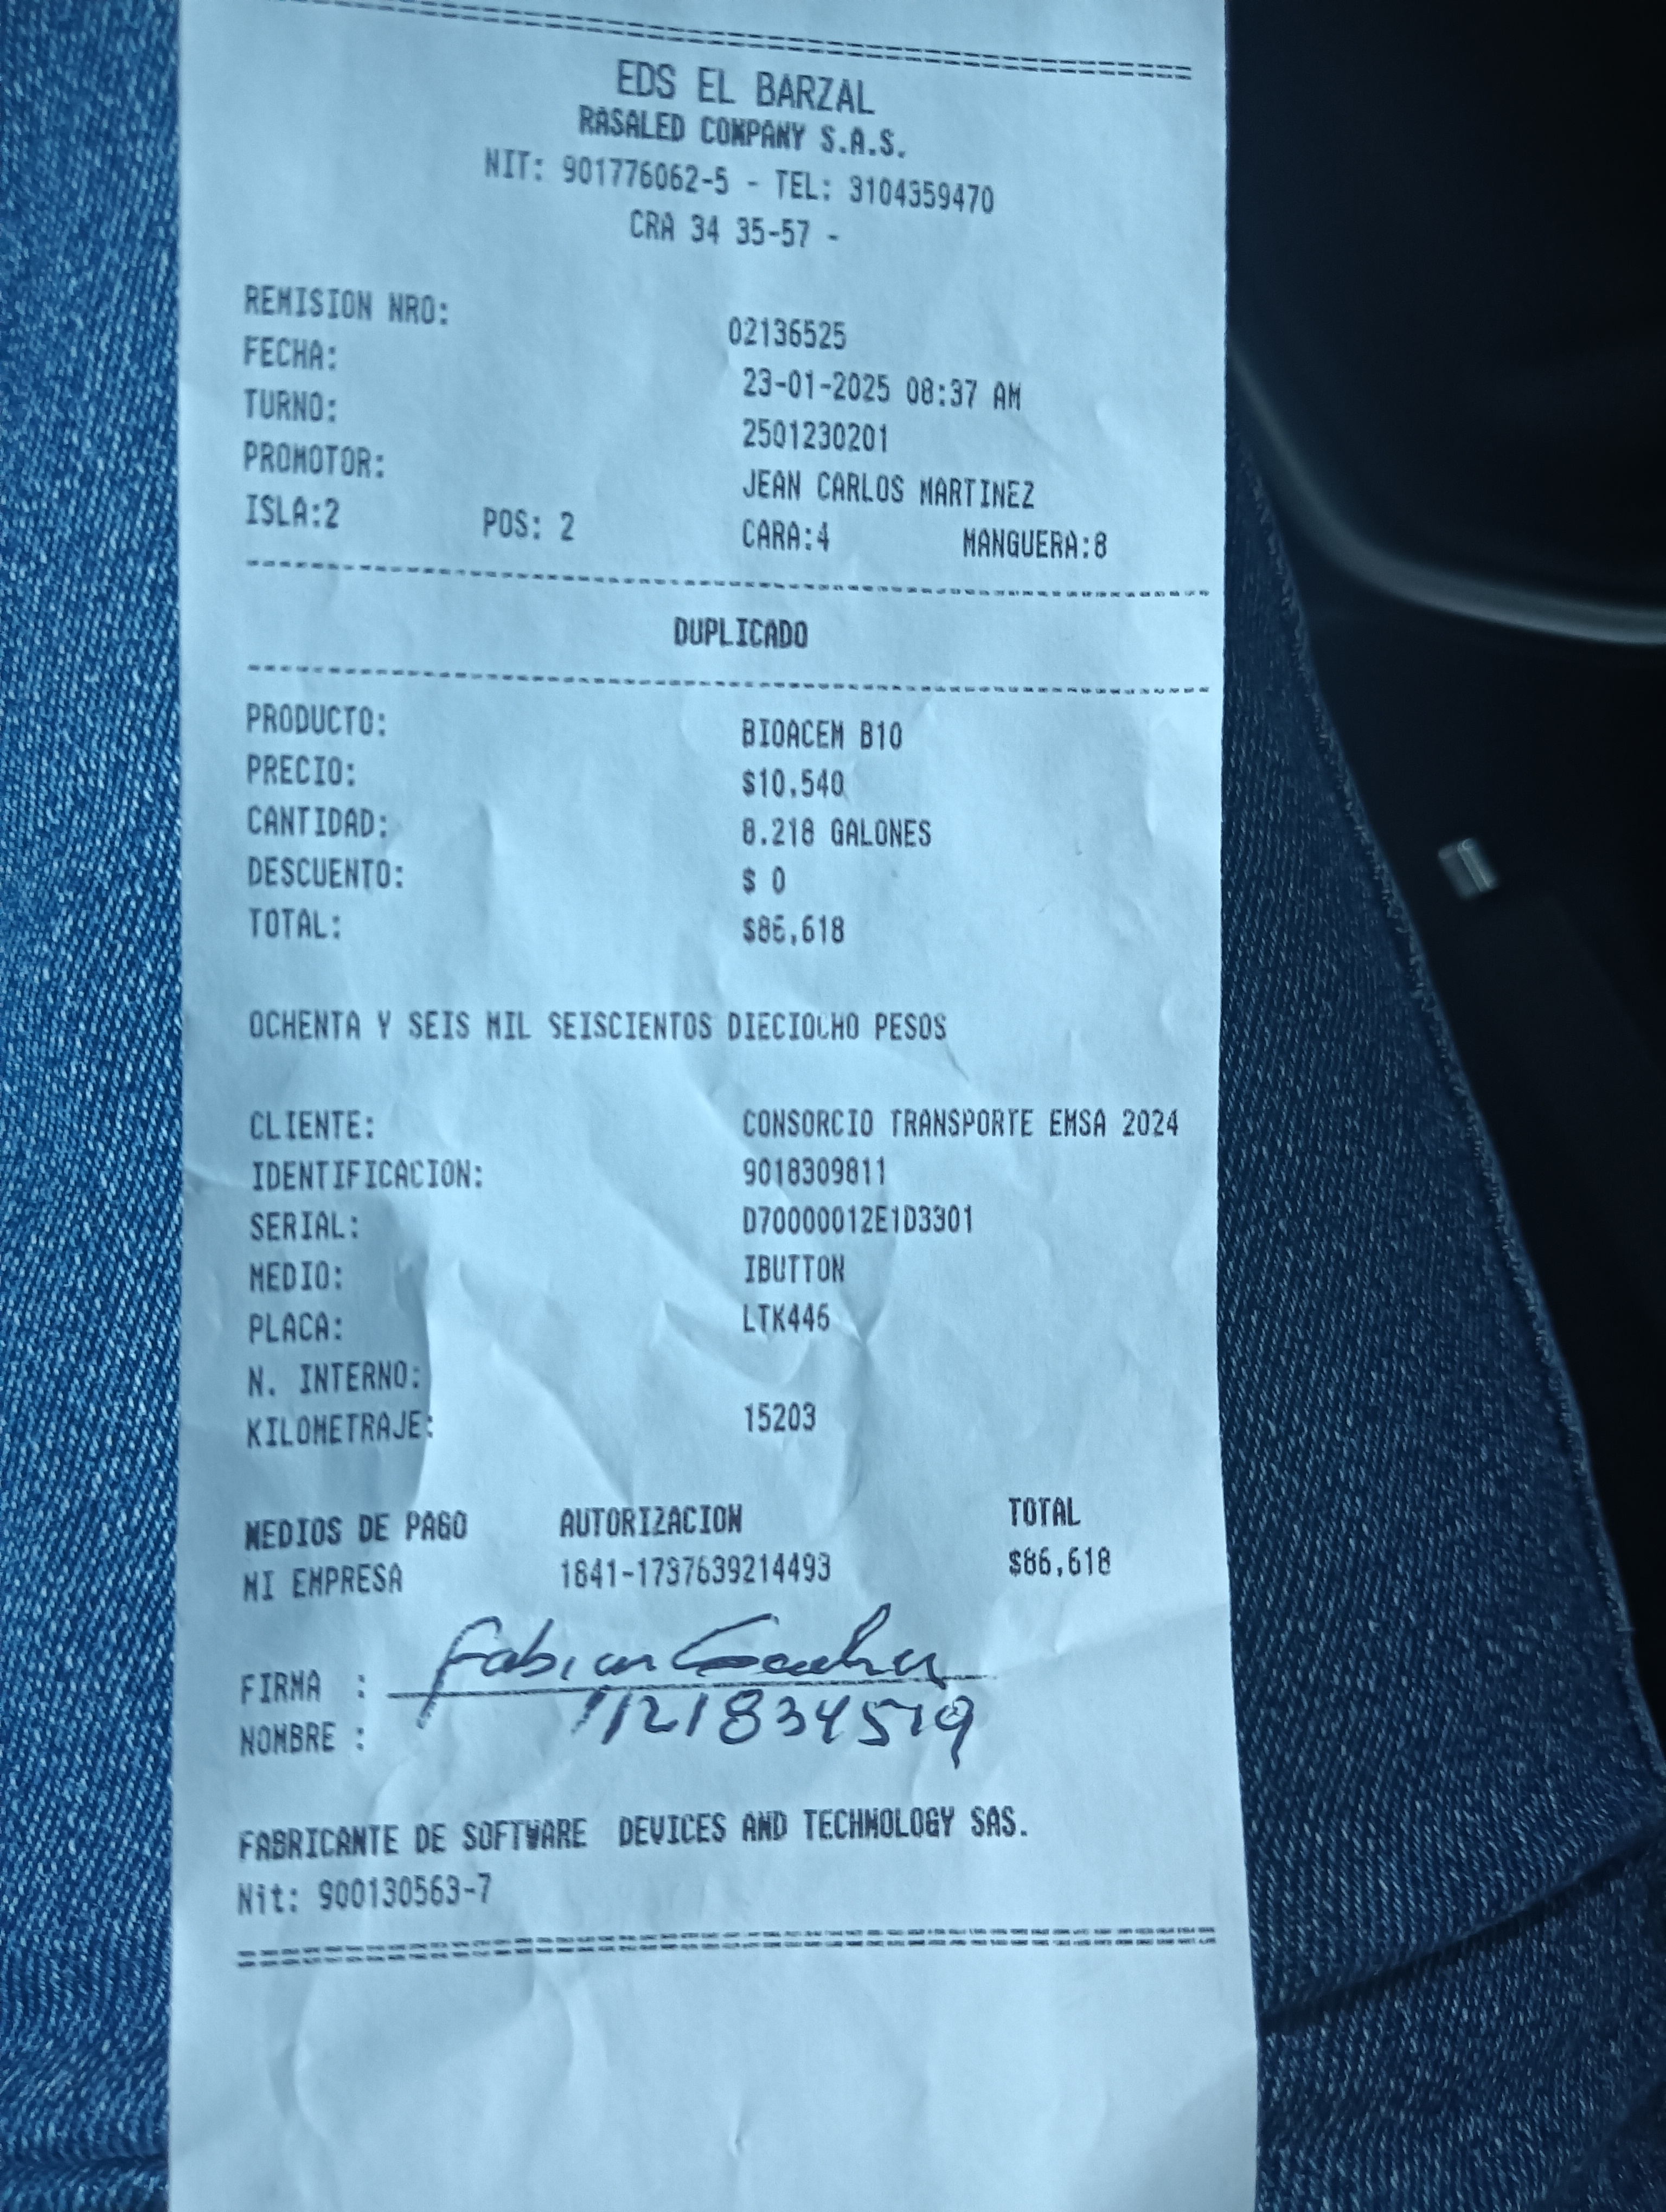 EDS EL BARZAL
RASALED COMPANY S.A.S.
NIT: 901776062-5 - TEL: 3104359470
CRA 34 35-57 -
REMISION NRO: 02136525
FECHA: 23-01-2025 08:37 AM
TURNO: 2501230201
PROMOTOR: JEAN CARLOS MARTINEZ
ISLA:2 POS: 2 CARA:4 MANGUERA:8
DUPLICADO
PRODUCTO: BIOACEM B10
PRECIO: $10,540
CANTIDAD: 8.218 GALONES
DESCUENTO: $ 0
TOTAL: $86,618
OCHENTA Y SEIS MIL SEISCIENTOS DIECIOCHO PESOS
CLIENTE: CONSORCIO TRANSPORTE EMSA 2024
IDENTIFICACION: 9018309811
SERIAL: D70000012E1D3301
MEDIO: IBUTTON
PLACA: LTK446
N. INTERNO:
KILOMETRAJE: 15203
MEDIOS DE PAGO AUTORIZACION TOTAL
MI EMPRESA 1841-1737639214493 $86,618
FIRMA : Fabian
NOMBRE : 1121834519
FABRICANTE DE SOFTWARE DEVICES AND TECHNOLOGY SAS.
Nit: 900130563-7